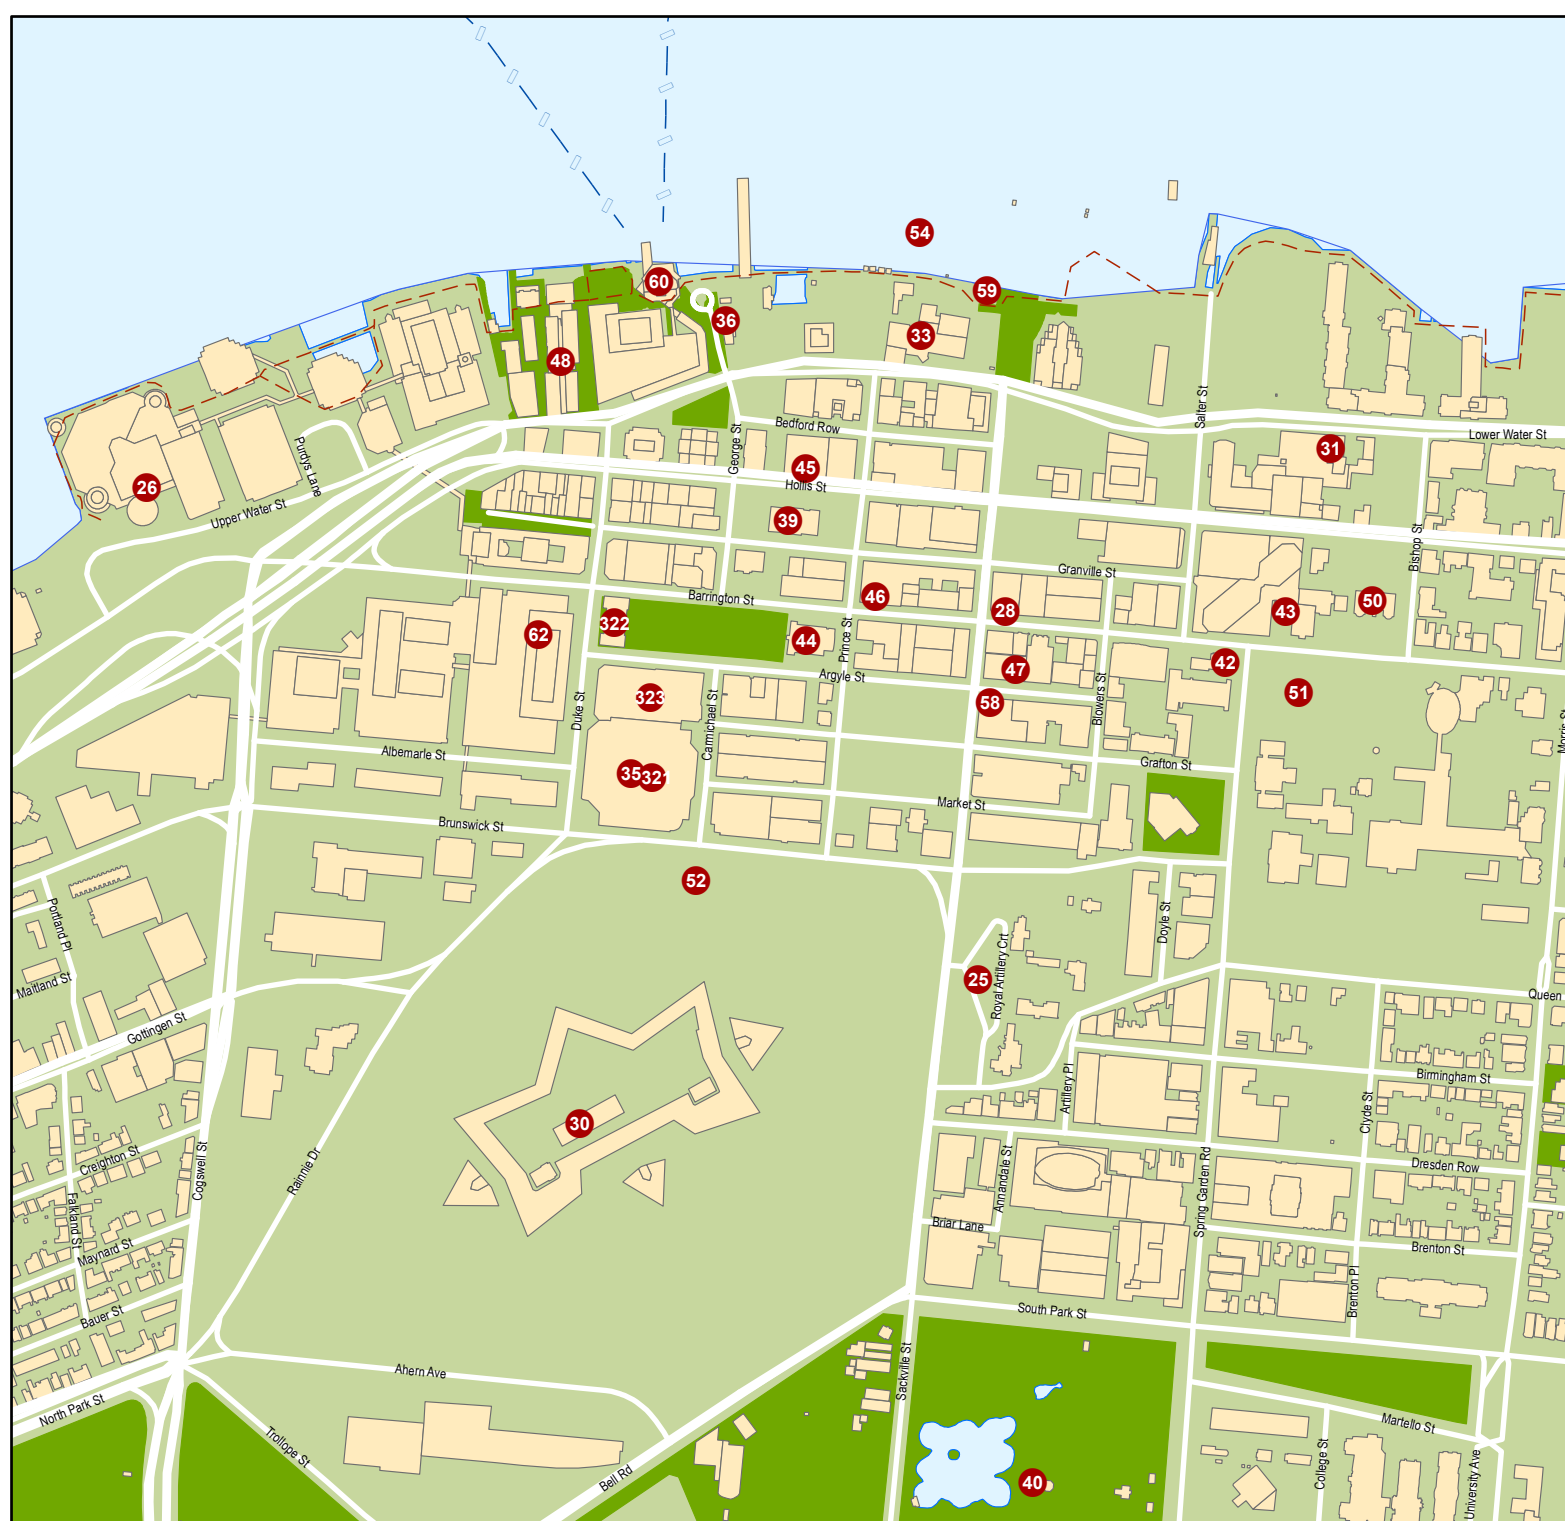 54
60
59
36
33
48
Salter St
Bedford Row
Lower Water St
George St
31
Purdys Lane
45
Hollis St
26
Upper Water St
39
Bishop St
Granville St
Barrington St
46
28
43
50
322
62
44
Prince St
Argyle St
42
47
51
323
58
Blowers St
Duke St
Carmichael St
Morris St
Albemarle St
Grafton St
35
321
Market St
Brunswick St
52
Portland Pl
Doyle St
Maitland St
25
Royal Artillery Crt
Queen
Gottingen St
Birmingham St
Artillery Pl
Clyde St
30
Creighton St
Cogswell St
Rainnie Dr
Annandale St
Spring Garden Rd
Dresden Row
Falkland St
Briar Lane
Maynard St
Brenton St
Brenton Pl
Bauer St
South Park St
Ahern Ave
Sackville St
North Park St
Trollope St
Martello St
Bell Rd
40
College St
University Ave